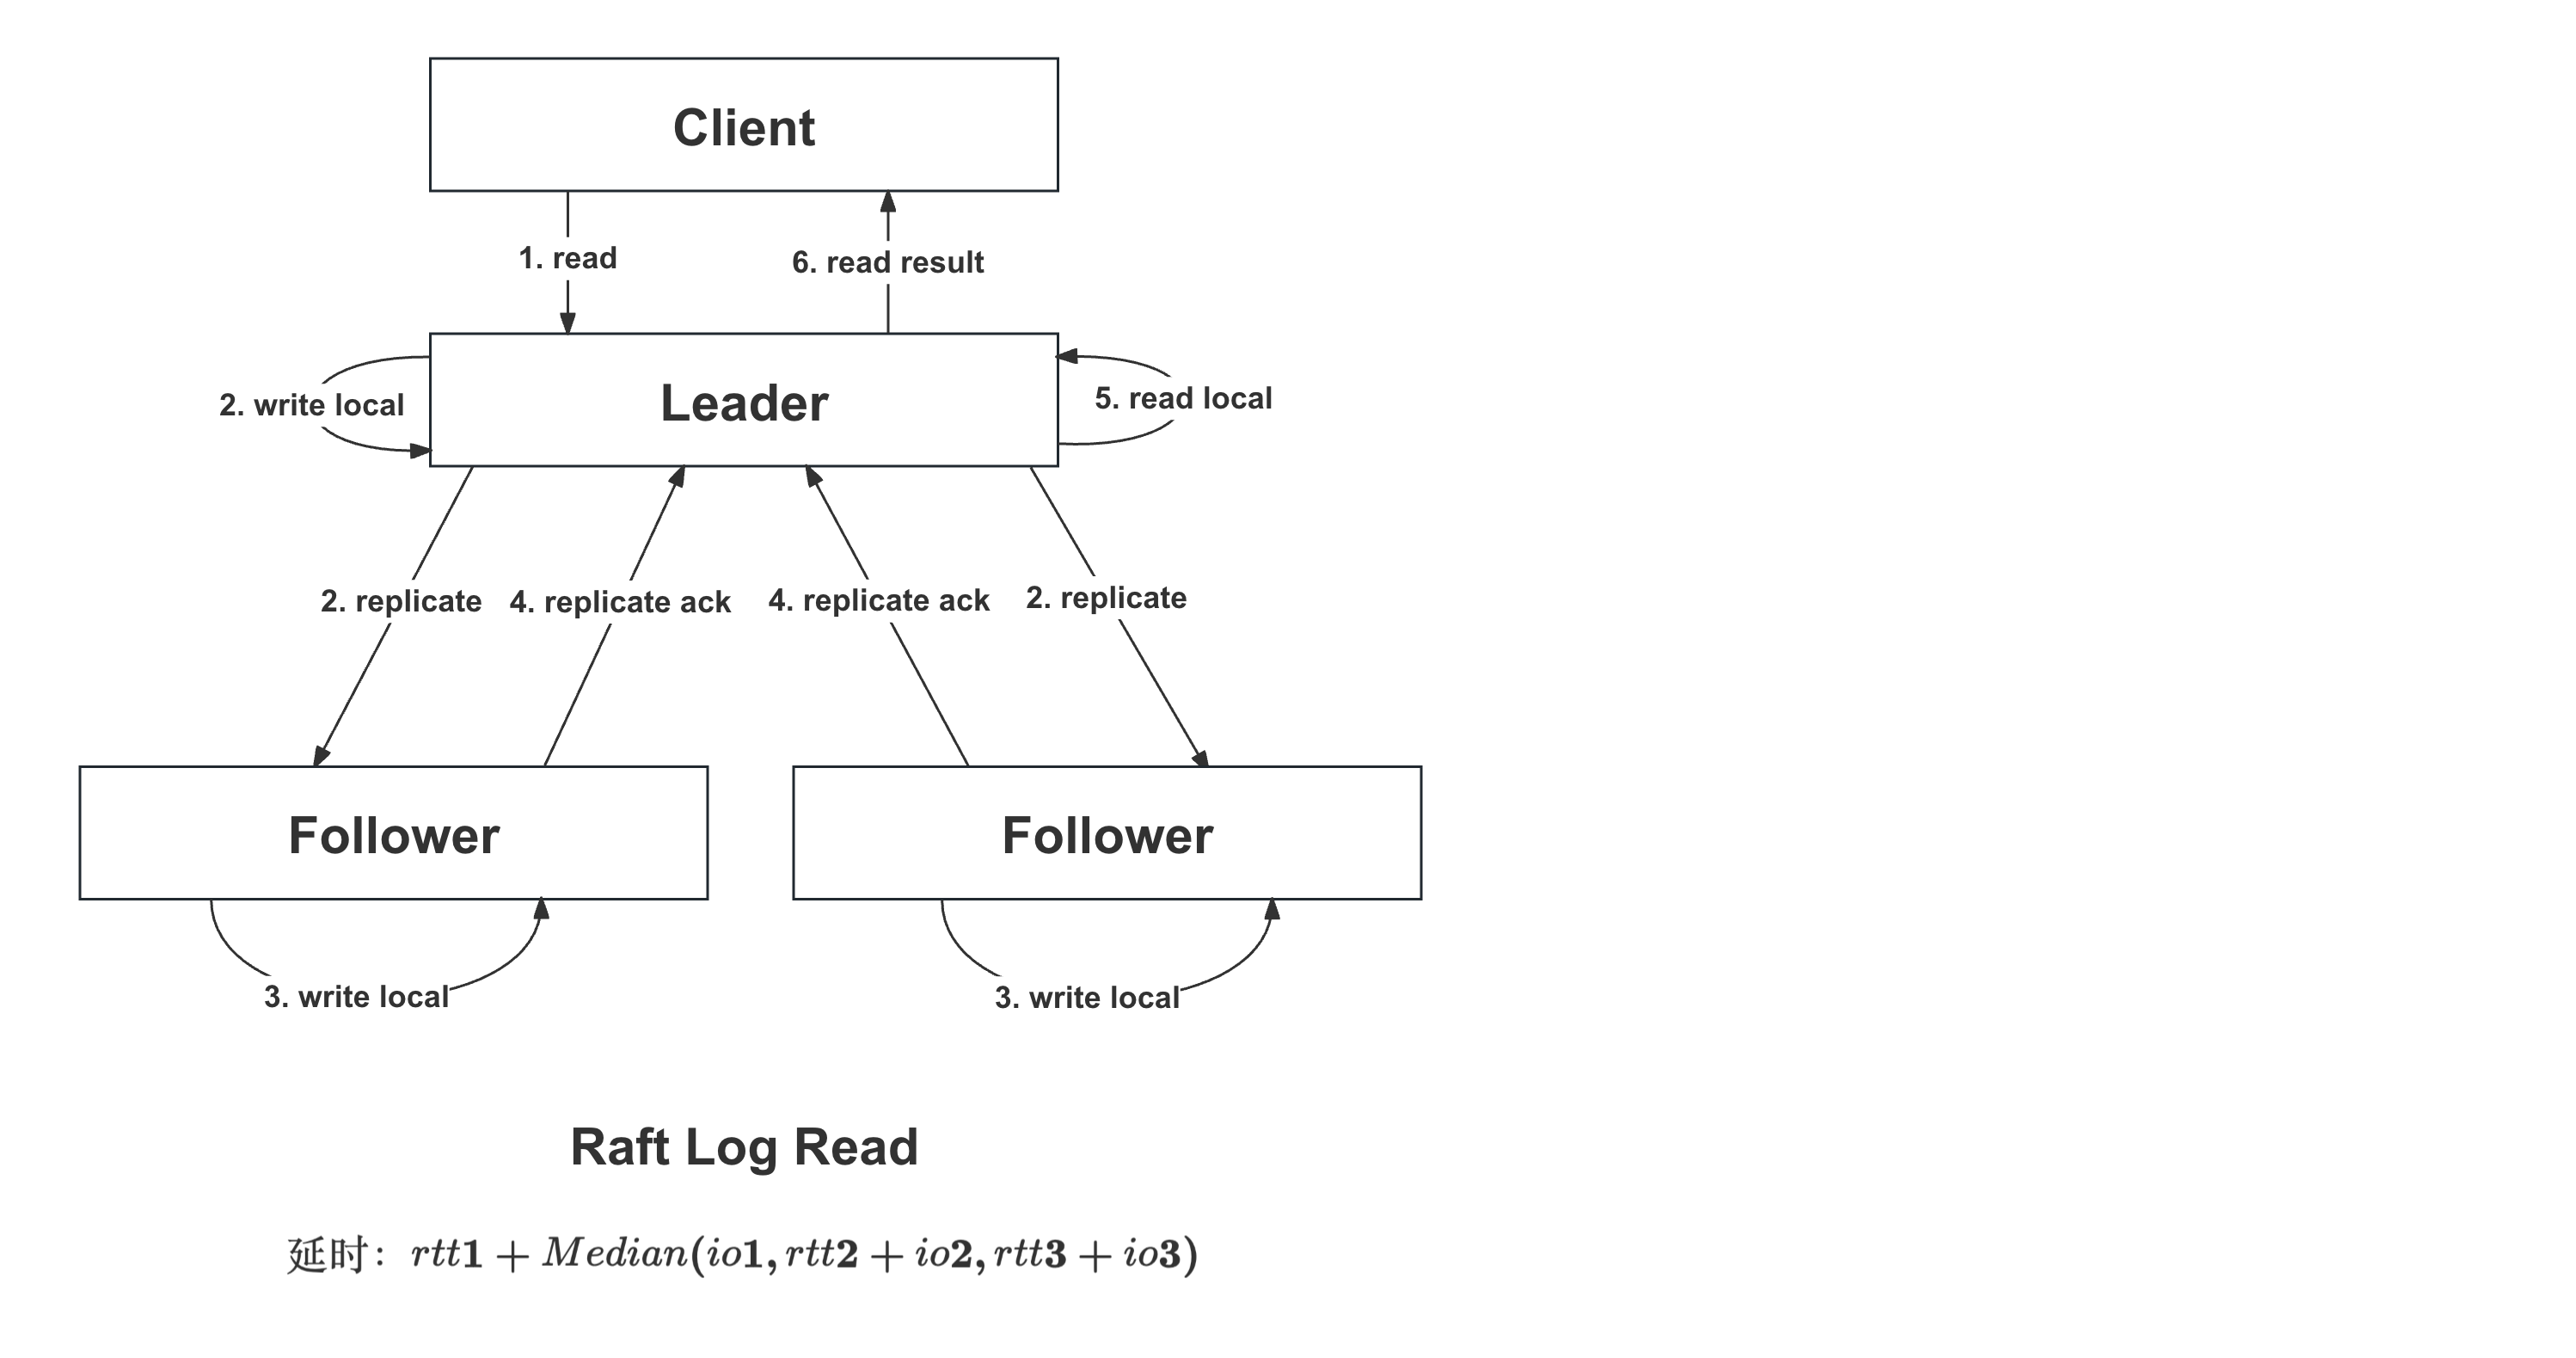 Client
1. read
6. read result
Leader
2. write local
5. read local
2. replicate
4. replicate ack
4. replicate ack
2. replicate
Follower
Follower
3. write local
3. write local
Raft Log Read
延时：rtt1 + Median(io1, rtt2 + io2, rtt3 + io3)